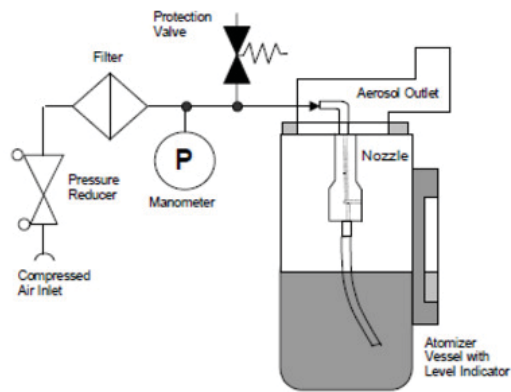 Protection
Valve
Filter
Aerosol Outlet
P
Nozzle
Pressure
Reducer
Manometer
Compressed
Air Inlet
Atomizer
Vessel with
Level Indicator